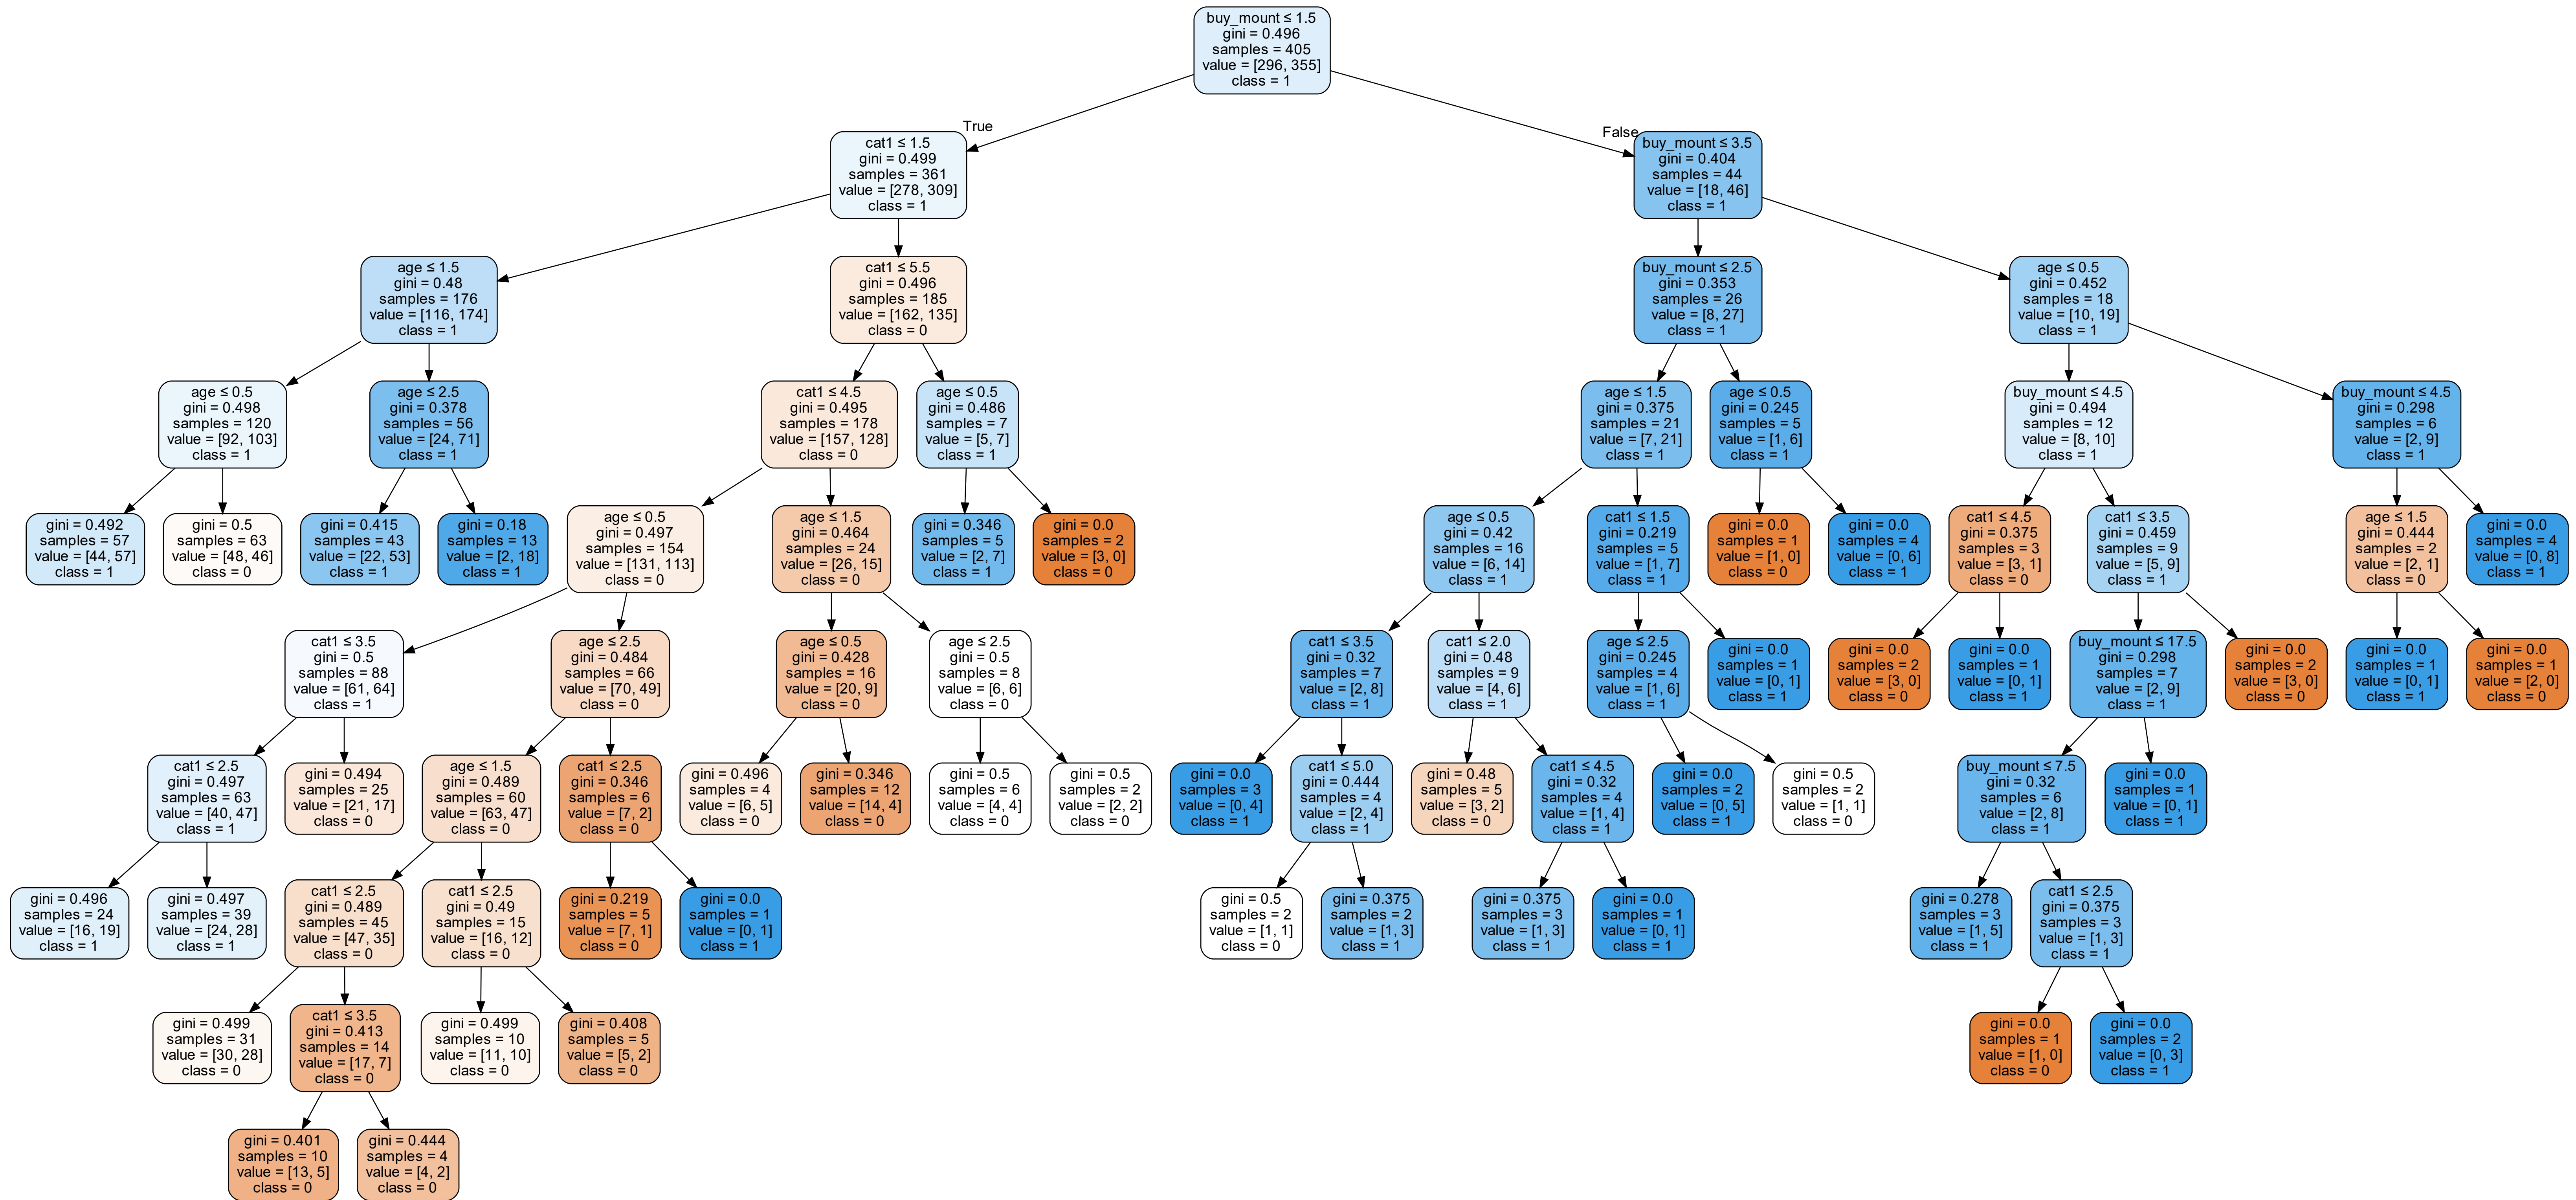 buy_mount ≤ 1.5
gini = 0.496
samples = 405
value = [296, 355]
class = 1
True
False
cat1 ≤ 1.5
gini = 0.499
samples = 361
value = [278, 309]
class = 1
buy_mount ≤ 3.5
gini = 0.404
samples = 44
value = [18, 46]
class = 1
age ≤ 1.5
gini = 0.48
samples = 176
value = [116, 174]
class = 1
cat1 ≤ 5.5
gini = 0.496
samples = 185
value = [162, 135]
class = 0
buy_mount ≤ 2.5
gini = 0.353
samples = 26
value = [8, 27]
class = 1
age ≤ 0.5
gini = 0.452
samples = 18
value = [10, 19]
class = 1
age ≤ 0.5
gini = 0.498
samples = 120
value = [92, 103]
class = 1
age ≤ 2.5
gini = 0.378
samples = 56
value = [24, 71]
class = 1
cat1 ≤ 4.5
gini = 0.495
samples = 178
value = [157, 128]
class = 0
age ≤ 0.5
gini = 0.486
samples = 7
value = [5, 7]
class = 1
age ≤ 1.5
gini = 0.375
samples = 21
value = [7, 21]
class = 1
age ≤ 0.5
gini = 0.245
samples = 5
value = [1, 6]
class = 1
buy_mount ≤ 4.5
gini = 0.494
samples = 12
value = [8, 10]
class = 1
buy_mount ≤ 4.5
gini = 0.298
samples = 6
value = [2, 9]
class = 1
gini = 0.492
samples = 57
value = [44, 57]
class = 1
gini = 0.5
samples = 63
value = [48, 46]
class = 0
gini = 0.415
samples = 43
value = [22, 53]
class = 1
gini = 0.18
samples = 13
value = [2, 18]
class = 1
age ≤ 0.5
gini = 0.497
samples = 154
value = [131, 113]
class = 0
age ≤ 1.5
gini = 0.464
samples = 24
value = [26, 15]
class = 0
gini = 0.346
samples = 5
value = [2, 7]
class = 1
gini = 0.0
samples = 2
value = [3, 0]
class = 0
age ≤ 0.5
gini = 0.42
samples = 16
value = [6, 14]
class = 1
cat1 ≤ 1.5
gini = 0.219
samples = 5
value = [1, 7]
class = 1
gini = 0.0
samples = 1
value = [1, 0]
class = 0
gini = 0.0
samples = 4
value = [0, 6]
class = 1
cat1 ≤ 4.5
gini = 0.375
samples = 3
value = [3, 1]
class = 0
cat1 ≤ 3.5
gini = 0.459
samples = 9
value = [5, 9]
class = 1
age ≤ 1.5
gini = 0.444
samples = 2
value = [2, 1]
class = 0
gini = 0.0
samples = 4
value = [0, 8]
class = 1
cat1 ≤ 3.5
gini = 0.5
samples = 88
value = [61, 64]
class = 1
age ≤ 2.5
gini = 0.484
samples = 66
value = [70, 49]
class = 0
age ≤ 0.5
gini = 0.428
samples = 16
value = [20, 9]
class = 0
age ≤ 2.5
gini = 0.5
samples = 8
value = [6, 6]
class = 0
cat1 ≤ 3.5
gini = 0.32
samples = 7
value = [2, 8]
class = 1
cat1 ≤ 2.0
gini = 0.48
samples = 9
value = [4, 6]
class = 1
age ≤ 2.5
gini = 0.245
samples = 4
value = [1, 6]
class = 1
gini = 0.0
samples = 1
value = [0, 1]
class = 1
gini = 0.0
samples = 2
value = [3, 0]
class = 0
gini = 0.0
samples = 1
value = [0, 1]
class = 1
buy_mount ≤ 17.5
gini = 0.298
samples = 7
value = [2, 9]
class = 1
gini = 0.0
samples = 2
value = [3, 0]
class = 0
gini = 0.0
samples = 1
value = [0, 1]
class = 1
gini = 0.0
samples = 1
value = [2, 0]
class = 0
cat1 ≤ 2.5
gini = 0.497
samples = 63
value = [40, 47]
class = 1
gini = 0.494
samples = 25
value = [21, 17]
class = 0
age ≤ 1.5
gini = 0.489
samples = 60
value = [63, 47]
class = 0
cat1 ≤ 2.5
gini = 0.346
samples = 6
value = [7, 2]
class = 0
gini = 0.496
samples = 4
value = [6, 5]
class = 0
gini = 0.346
samples = 12
value = [14, 4]
class = 0
gini = 0.5
samples = 6
value = [4, 4]
class = 0
gini = 0.5
samples = 2
value = [2, 2]
class = 0
gini = 0.0
samples = 3
value = [0, 4]
class = 1
cat1 ≤ 5.0
gini = 0.444
samples = 4
value = [2, 4]
class = 1
gini = 0.48
samples = 5
value = [3, 2]
class = 0
cat1 ≤ 4.5
gini = 0.32
samples = 4
value = [1, 4]
class = 1
gini = 0.0
samples = 2
value = [0, 5]
class = 1
gini = 0.5
samples = 2
value = [1, 1]
class = 0
buy_mount ≤ 7.5
gini = 0.32
samples = 6
value = [2, 8]
class = 1
gini = 0.0
samples = 1
value = [0, 1]
class = 1
gini = 0.496
samples = 24
value = [16, 19]
class = 1
gini = 0.497
samples = 39
value = [24, 28]
class = 1
cat1 ≤ 2.5
gini = 0.489
samples = 45
value = [47, 35]
class = 0
cat1 ≤ 2.5
gini = 0.49
samples = 15
value = [16, 12]
class = 0
gini = 0.219
samples = 5
value = [7, 1]
class = 0
gini = 0.0
samples = 1
value = [0, 1]
class = 1
gini = 0.5
samples = 2
value = [1, 1]
class = 0
gini = 0.375
samples = 2
value = [1, 3]
class = 1
gini = 0.375
samples = 3
value = [1, 3]
class = 1
gini = 0.0
samples = 1
value = [0, 1]
class = 1
gini = 0.278
samples = 3
value = [1, 5]
class = 1
cat1 ≤ 2.5
gini = 0.375
samples = 3
value = [1, 3]
class = 1
gini = 0.499
samples = 31
value = [30, 28]
class = 0
cat1 ≤ 3.5
gini = 0.413
samples = 14
value = [17, 7]
class = 0
gini = 0.499
samples = 10
value = [11, 10]
class = 0
gini = 0.408
samples = 5
value = [5, 2]
class = 0
gini = 0.0
samples = 1
value = [1, 0]
class = 0
gini = 0.0
samples = 2
value = [0, 3]
class = 1
gini = 0.401
samples = 10
value = [13, 5]
class = 0
gini = 0.444
samples = 4
value = [4, 2]
class = 0